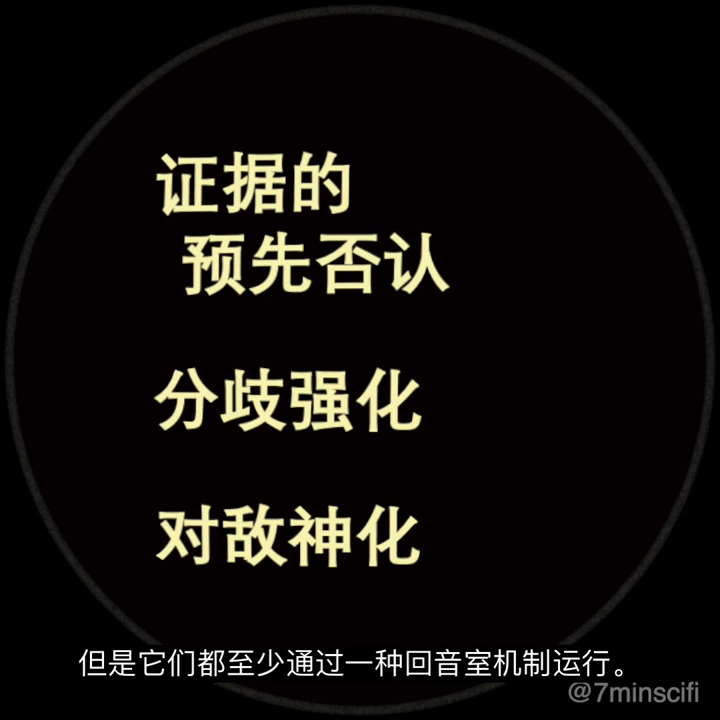 证据的
预先否认
分歧强化
对敌神化
但是它们都至少通过一种回音室机制运行。
@7minscifi